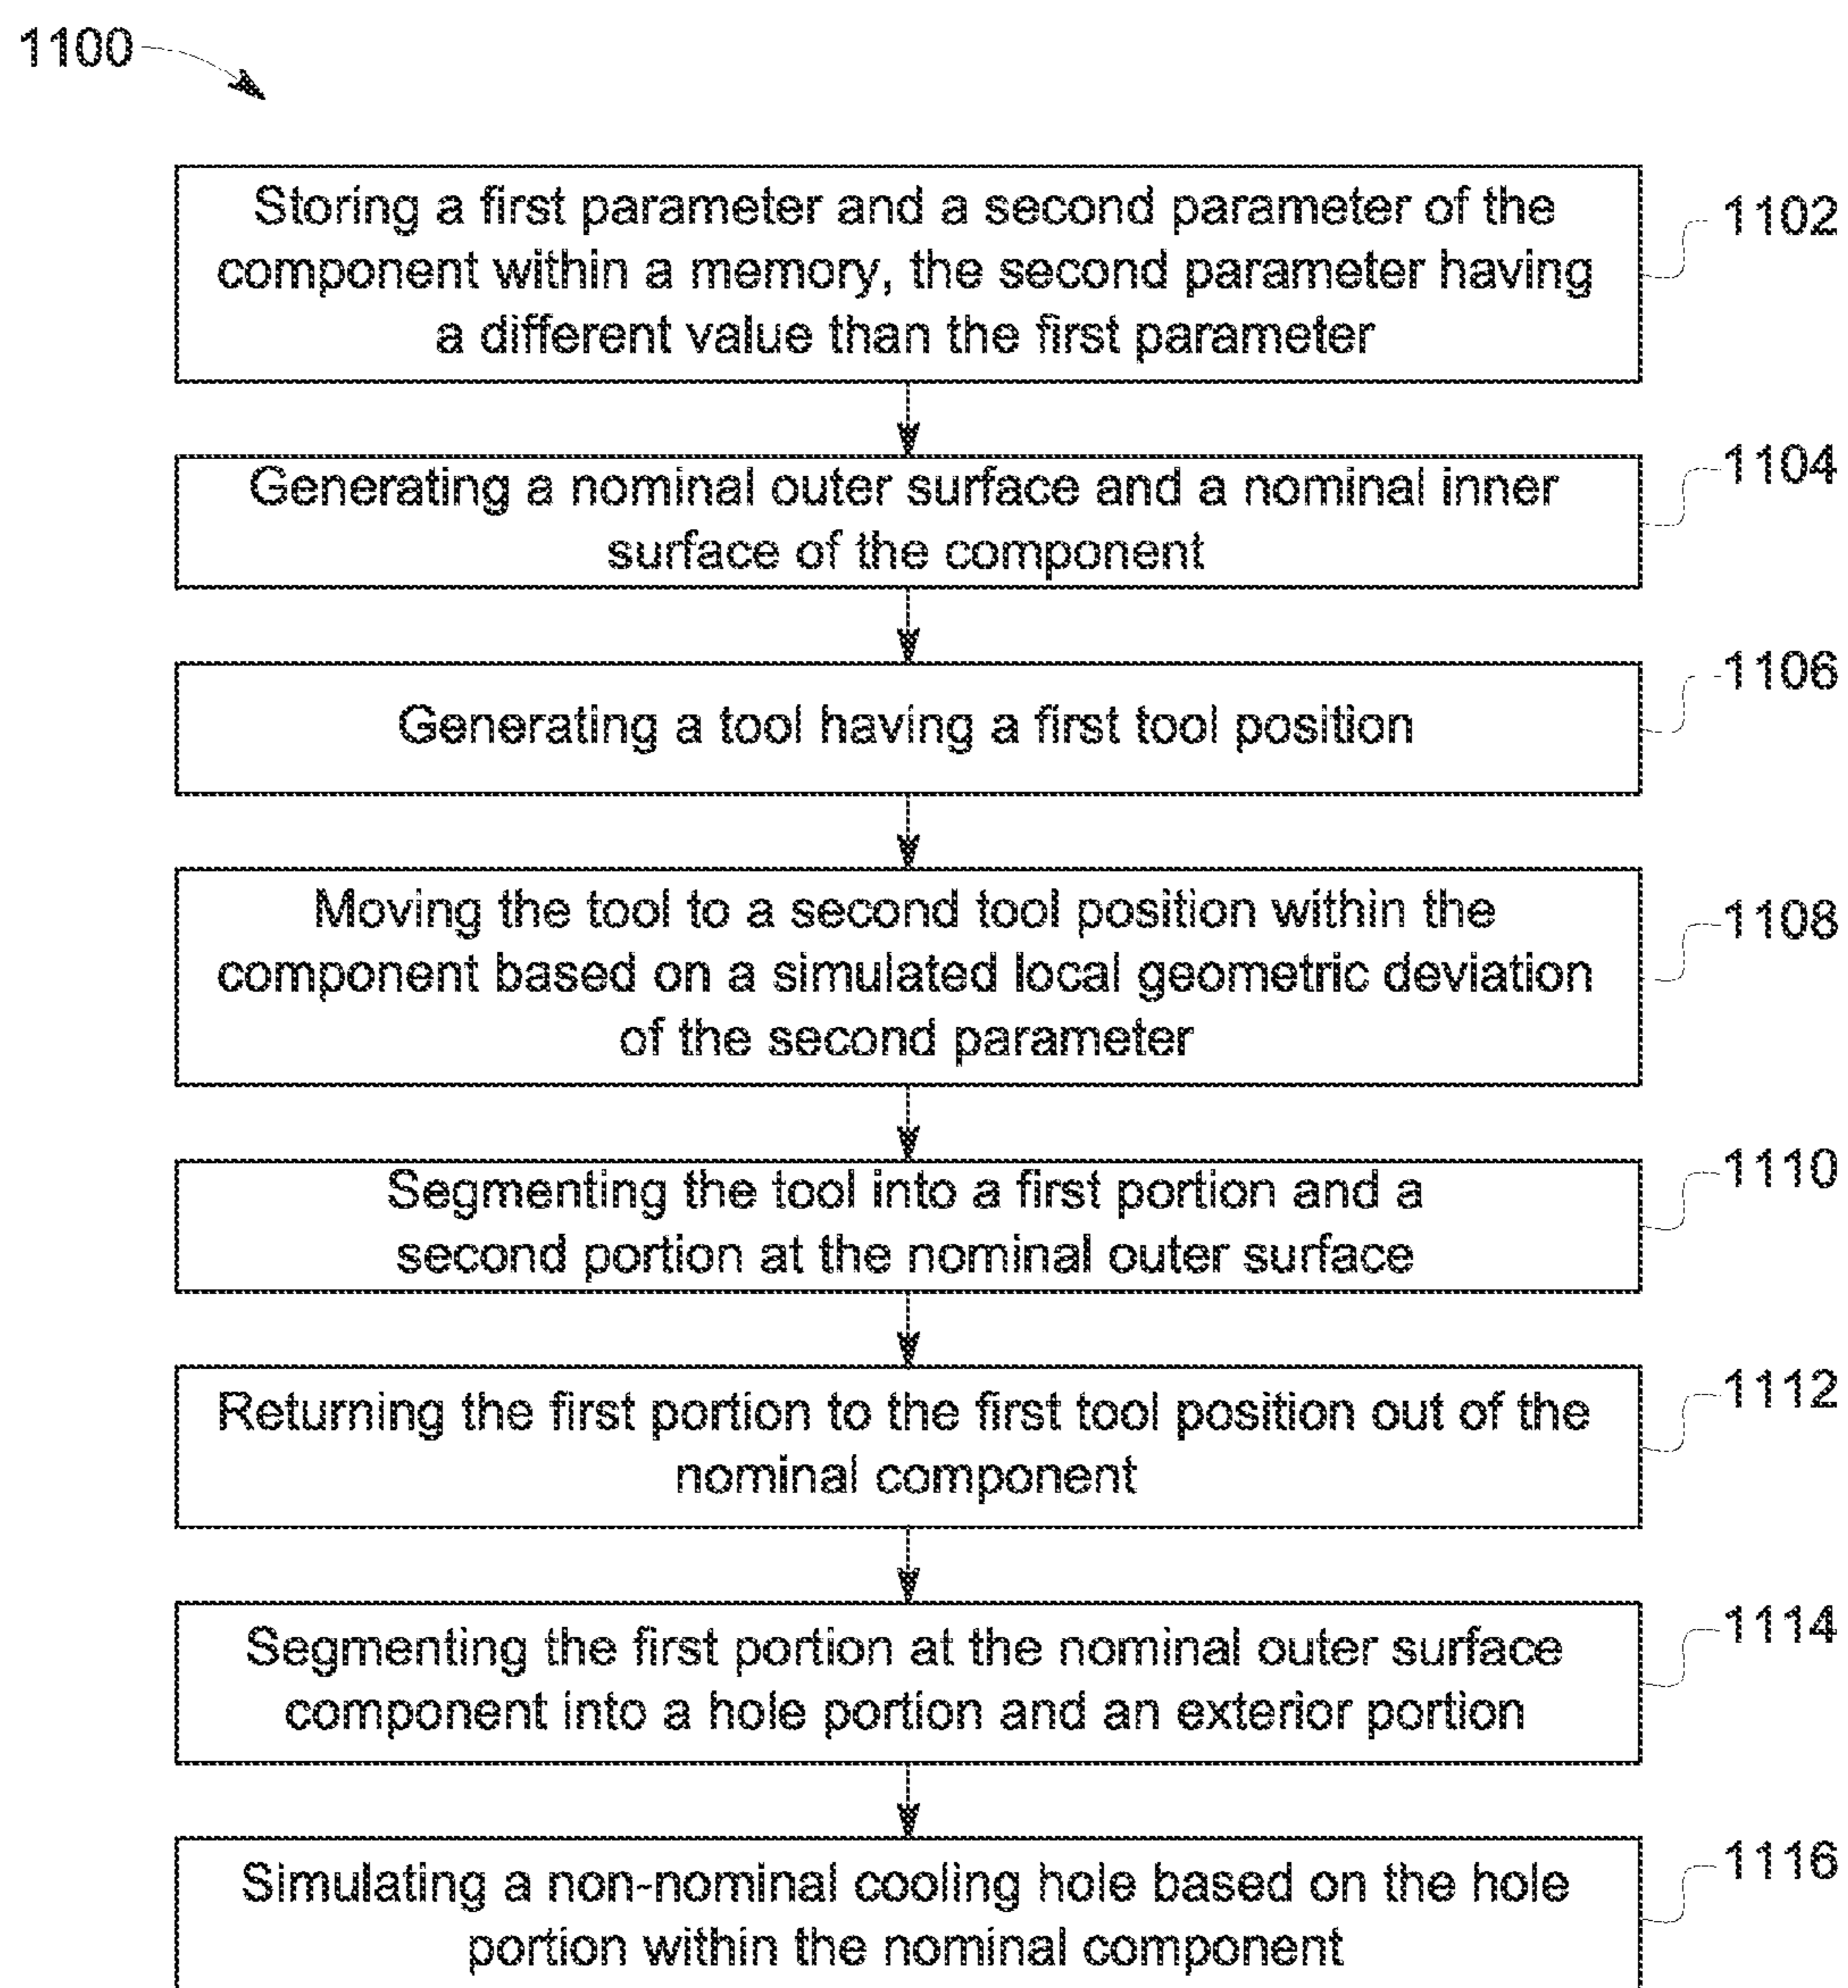 1100
Storing a first parameter and a second parameter of the
component within a memory, the second parameter having
a different value than the first parameter
1102
Generating a nominal outer surface and a nominal inner
surface of the component
1104
Generating a tool having a first tool position
1106
Moving the tool to a second tool position within the
component based on a simulated local geometric deviation
of the second parameter
1108
Segmenting the tool into a first portion and a
second portion at the nominal outer surface
1110
Returning the first portion to the first tool position out of the
nominal component
1112
Segmenting the first portion at the nominal outer surface
component into a hole portion and an exterior portion
1114
Simulating a non-nominal cooling hole based on the hole
portion within the nominal component
1116